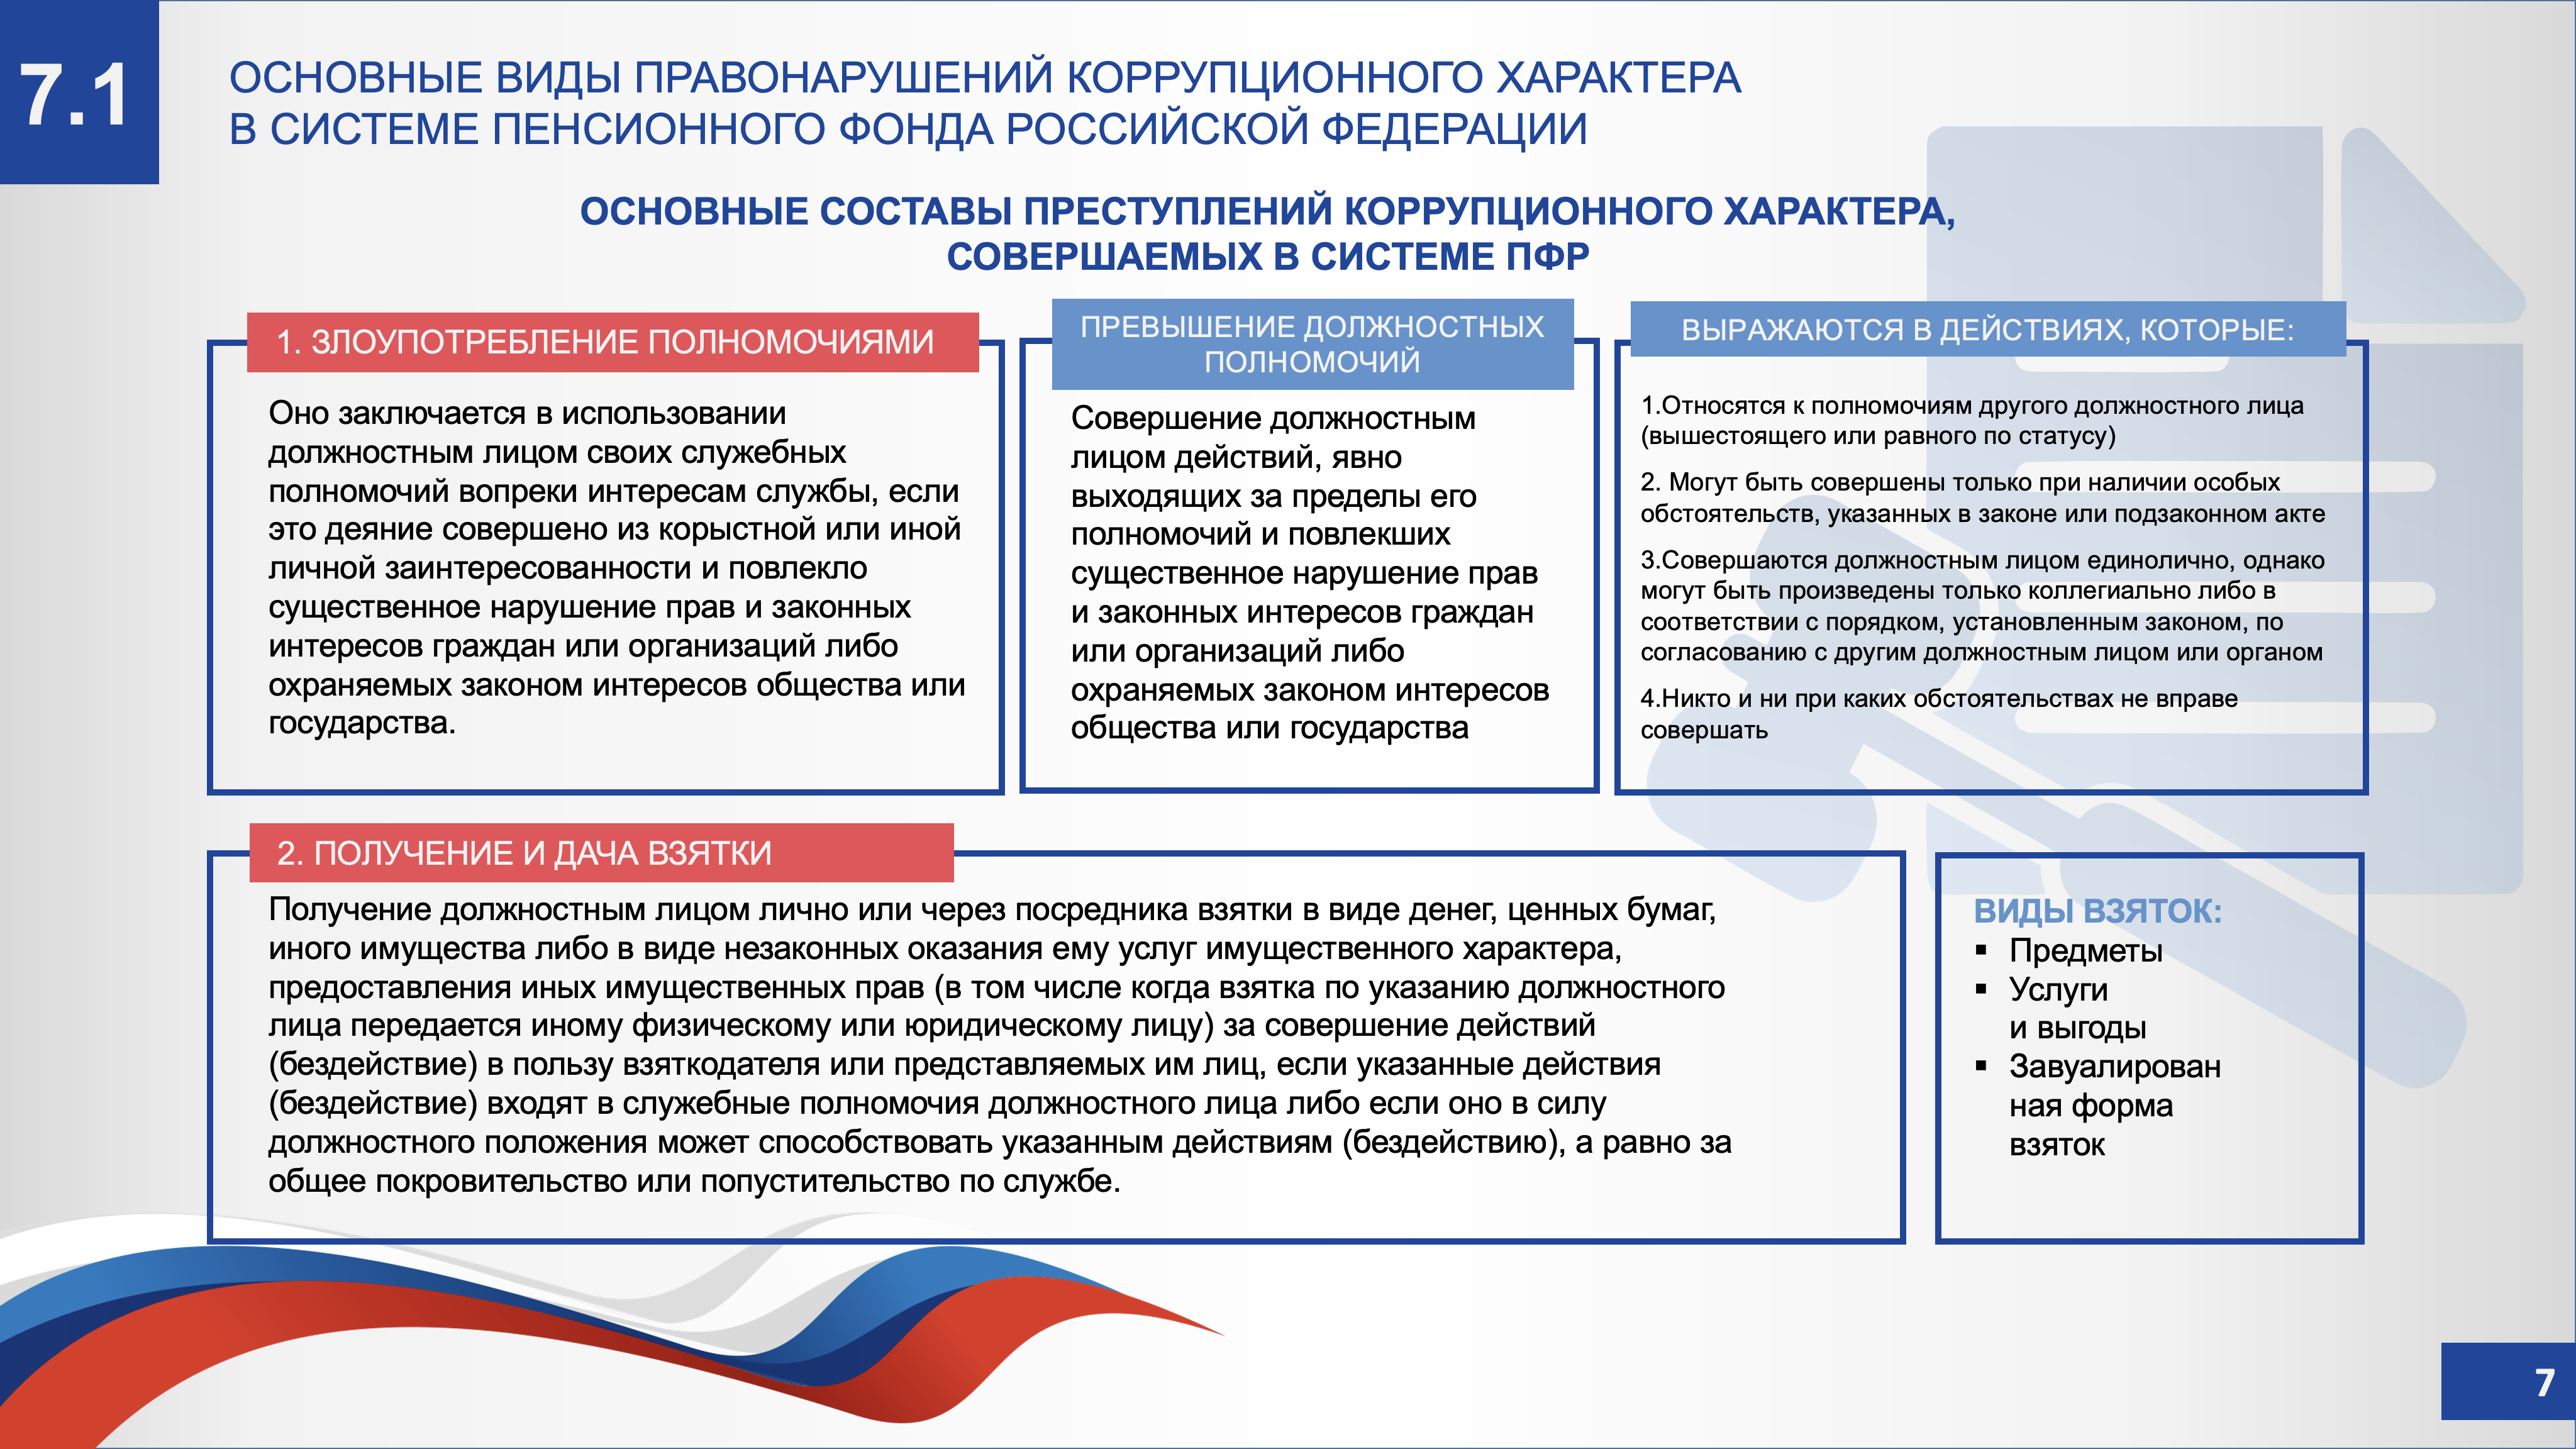 7.1
ОСНОВНЫЕ ВИДЫ ПРАВОНАРУШЕНИЙ КОРРУПЦИОННОГО ХАРАКТЕРА
В СИСТЕМЕ ПЕНСИОННОГО ФОНДА РОССИЙСКОЙ ФЕДЕРАЦИИ
ОСНОВНЫЕ СОСТАВЫ ПРЕСТУПЛЕНИЙ КОРРУПЦИОННОГО ХАРАКТЕРА,
СОВЕРШАЕМЫХ В СИСТЕМЕ ПФР
1. ЗЛОУПОТРЕБЛЕНИЕ ПОЛНОМОЧИЯМИ
Оно заключается в использовании
должностным лицом своих служебных
полномочий вопреки интересам службы, если
это деяние совершено из корыстной или иной
личной заинтересованности и повлекло
существенное нарушение прав и законных
интересов граждан или организаций либо
охраняемых законом интересов общества или
государства.
ПРЕВЫШЕНИЕ ДОЛЖНОСТНЫХ
ПОЛНОМОЧИЙ
Совершение должностным
лицом действий, явно
выходящих за пределы его
полномочий и повлекших
существенное нарушение прав
и законных интересов граждан
или организаций либо
охраняемых законом интересов
общества или государства
ВЫРАЖАЮТСЯ В ДЕЙСТВИЯХ, КОТОРЫЕ:
1.Относятся к полномочиям другого должностного лица
(вышестоящего или равного по статусу)
2. Могут быть совершены только при наличии особых
обстоятельств, указанных в законе или подзаконном акте
3.Совершаются должностным лицом единолично, однако
могут быть произведены только коллегиально либо в
соответствии с порядком, установленным законом, по
согласованию с другим должностным лицом или органом
4.Никто и ни при каких обстоятельствах не вправе
совершать
2. ПОЛУЧЕНИЕ И ДАЧА ВЗЯТКИ
Получение должностным лицом лично или через посредника взятки в виде денег, ценных бумаг,
иного имущества либо в виде незаконных оказания ему услуг имущественного характера,
предоставления иных имущественных прав (в том числе когда взятка по указанию должностного
лица передается иному физическому или юридическому лицу) за совершение действий
(бездействие) в пользу взяткодателя или представляемых им лиц, если указанные действия
(бездействие) входят в служебные полномочия должностного лица либо если оно в силу
должностного положения может способствовать указанным действиям (бездействию), а равно за
общее покровительство или попустительство по службе.
ВИДЫ ВЗЯТОК:
▪ Предметы
▪ Услуги
и выгоды
▪ Завуалирован
ная форма
взяток
7